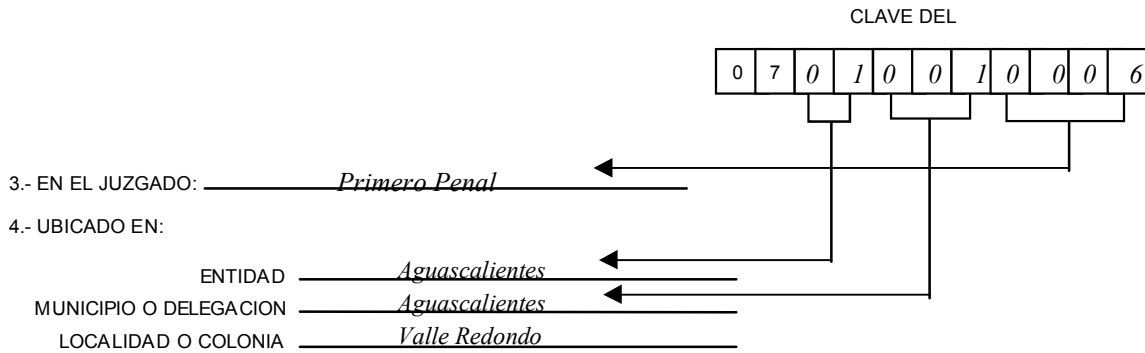 CLAVE DEL
0 7 0 1 0 0 1 0 0 0 6
3.- EN EL JUZGADO: Primero Penal
4.- UBICADO EN:
ENTIDAD Aguascalientes
MUNICIPIO O DELEGACION Aguascalientes
LOCALIDAD O COLONIA Valle Redondo